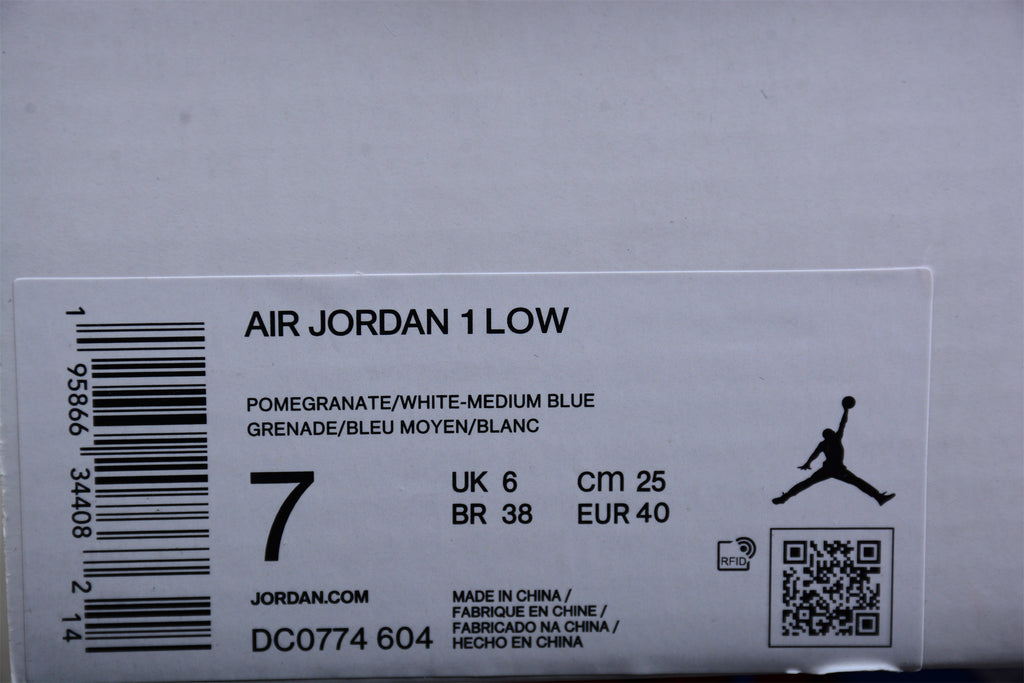 AIR JORDAN 1 LOW
POMEGRANATE/WHITE-MEDIUM BLUE
GRENADE/BLEU MOYEN/BLANC
7
UK 6
CM 25
BR 38
EUR 40
RFID
JORDAN.COM
DC0774 604
MADE IN CHINA /
FABRIQUE EN CHINE /
FABRICADO NA CHINA /
HECHO EN CHINA
1 95866 34408 2 14